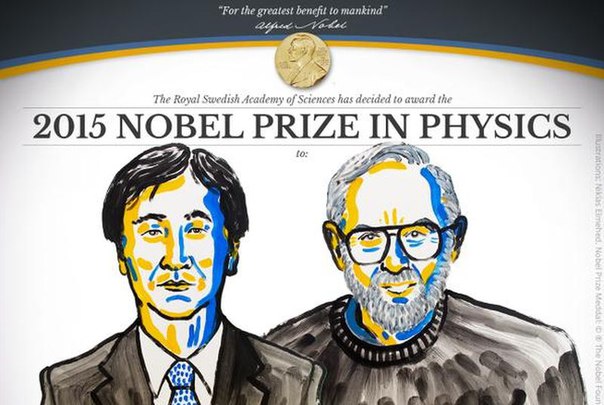 “For the greatest benefit to mankind”
Alfred Nobel
The Royal Swedish Academy of Sciences has decided to award the
2015 NOBEL PRIZE IN PHYSICS
to:
Illustrations: Niklas Elmehed. Nobel Prize Medal: © ® The Nobel Foun